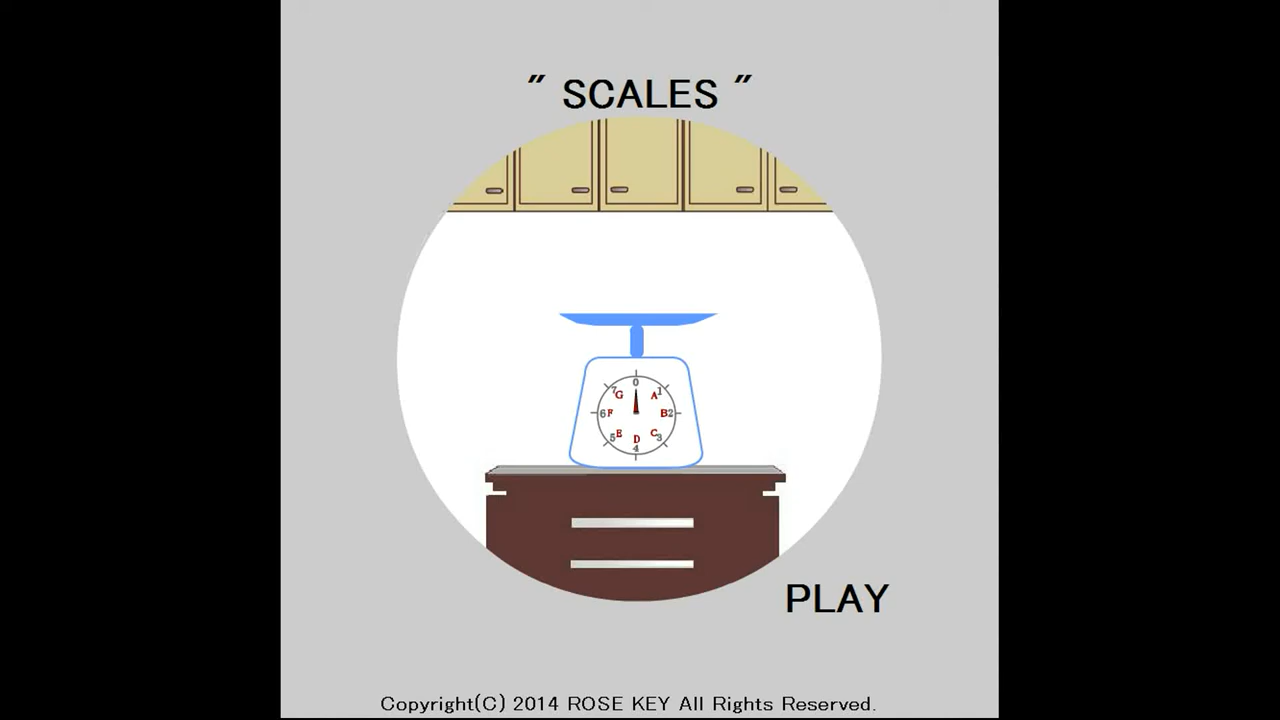 " SCALES "
0
7 1
G A
6 F B 2
E C
5 D 3
4
PLAY
Copyright(C) 2014 ROSE KEY All Rights Reserved.